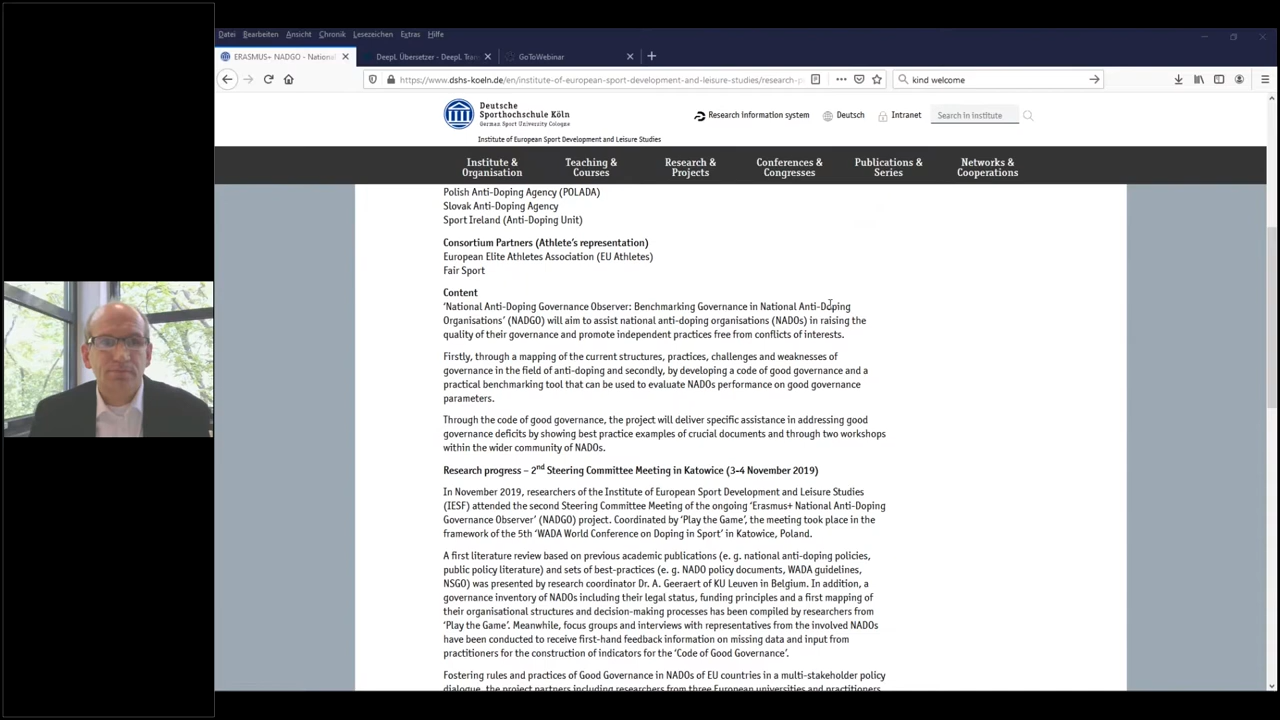 Datei Bearbeiten Ansicht Chronik Lesezeichen Extras Hilfe
ERASMUS+ NADGO - National
Deepl. Übersetzer - Deepl. Tran
GoToWebinar
https://www.dshs-koeln.de/en/institute-of-european-sport-development-and-leisure-studies/research-p
kind welcome
Deutsche
Sporthochschule Köln
German Sport University Cologne
Institute of European Sport Development and Leisure Studies
Research information system
Deutsch
Intranet
Search in institute
Institute &
Organisation
Teaching &
Courses
Research &
Projects
Conferences &
Congresses
Publications &
Series
Networks &
Cooperations
Polish Anti-Doping Agency (POLADA)
Slovak Anti-Doping Agency
Sport Ireland (Anti-Doping Unit)
Consortium Partners (Athlete's representation)
European Elite Athletes Association (EU Athletes)
Fair Sport
Content
'National Anti-Doping Governance Observer: Benchmarking Governance in National Anti-Doping
Organisations' (NADGO) will aim to assist national anti-doping organisations (NADOs) in raising the
quality of their governance and promote independent practices free from conflicts of interests.
Firstly, through a mapping of the current structures, practices, challenges and weaknesses of
governance in the field of anti-doping and secondly, by developing a code of good governance and a
practical benchmarking tool that can be used to evaluate NADOs performance on good governance
parameters.
Through the code of good governance, the project will deliver specific assistance in addressing good
governance deficits by showing best practice examples of crucial documents and through two workshops
within the wider community of NADOs.
Research progress – 2nd Steering Committee Meeting in Katowice (3-4 November 2019)
In November 2019, researchers of the Institute of European Sport Development and Leisure Studies
(IESF) attended the second Steering Committee Meeting of the ongoing 'Erasmus+ National Anti-Doping
Governance Observer' (NADGO) project. Coordinated by 'Play the Game', the meeting took place in the
framework of the 5th 'WADA World Conference on Doping in Sport' in Katowice, Poland.
A first literature review based on previous academic publications (e. g. national anti-doping policies,
public policy literature) and sets of best-practices (e. g. NADO policy documents, WADA guidelines,
NSGO) was presented by research coordinator Dr. A. Geeraert of KU Leuven in Belgium. In addition, a
governance inventory of NADOs including their legal status, funding principles and a first mapping of
their organisational structures and decision-making processes has been compiled by researchers from
'Play the Game'. Meanwhile, focus groups and interviews with representatives from the involved NADOs
have been conducted to receive first-hand feedback information on missing data and input from
practitioners for the construction of indicators for the 'Code of Good Governance'.
Fostering rules and practices of Good Governance in NADOs of EU countries in a multi-stakeholder policy
dialogue, the project partners including researchers from three European universities and practitioners